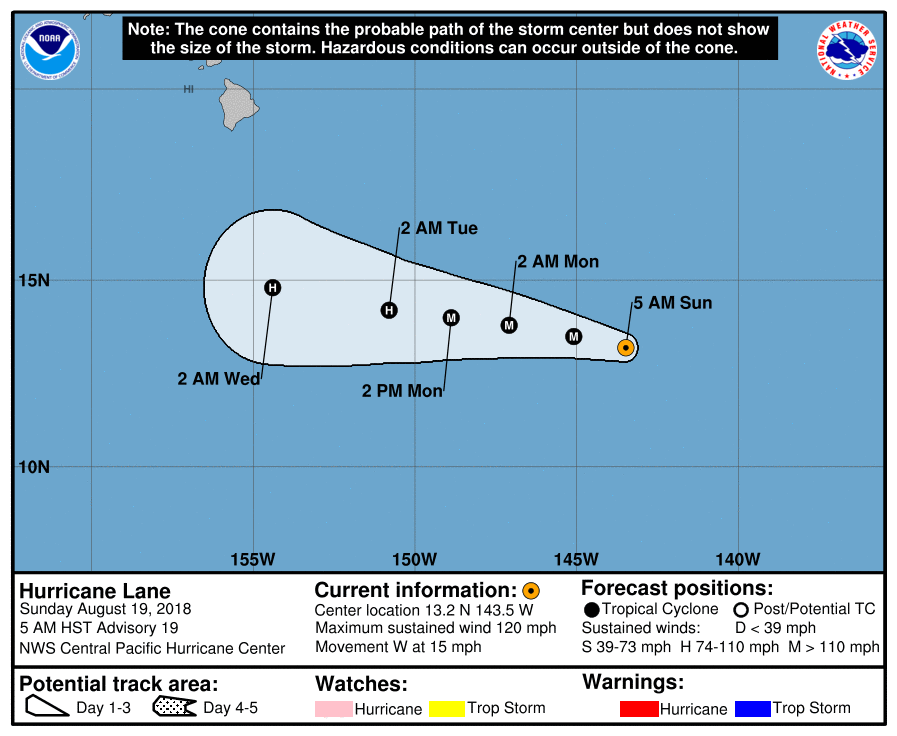 Note: The cone contains the probable path of the storm center but does not show
the size of the storm. Hazardous conditions can occur outside of the cone.
NOAA
NATIONAL WEATHER SERVICE
HI
2 AM Tue
2 AM Mon
15N
H
5 AM Sun
H
M
M
M
2 AM Wed
2 PM Mon
10N
155W 150W 145W 140W
Hurricane Lane
Sunday August 19, 2018
5 AM HST Advisory 19
NWS Central Pacific Hurricane Center
Current information:
Center location 13.2 N 143.5 W
Maximum sustained wind 120 mph
Movement W at 15 mph
Forecast positions:
Tropical Cyclone Post/Potential TC
Sustained winds: D < 39 mph
S 39-73 mph H 74-110 mph M > 110 mph
Potential track area:
Day 1-3 Day 4-5
Watches:
Hurricane Trop Storm
Warnings:
Hurricane Trop Storm